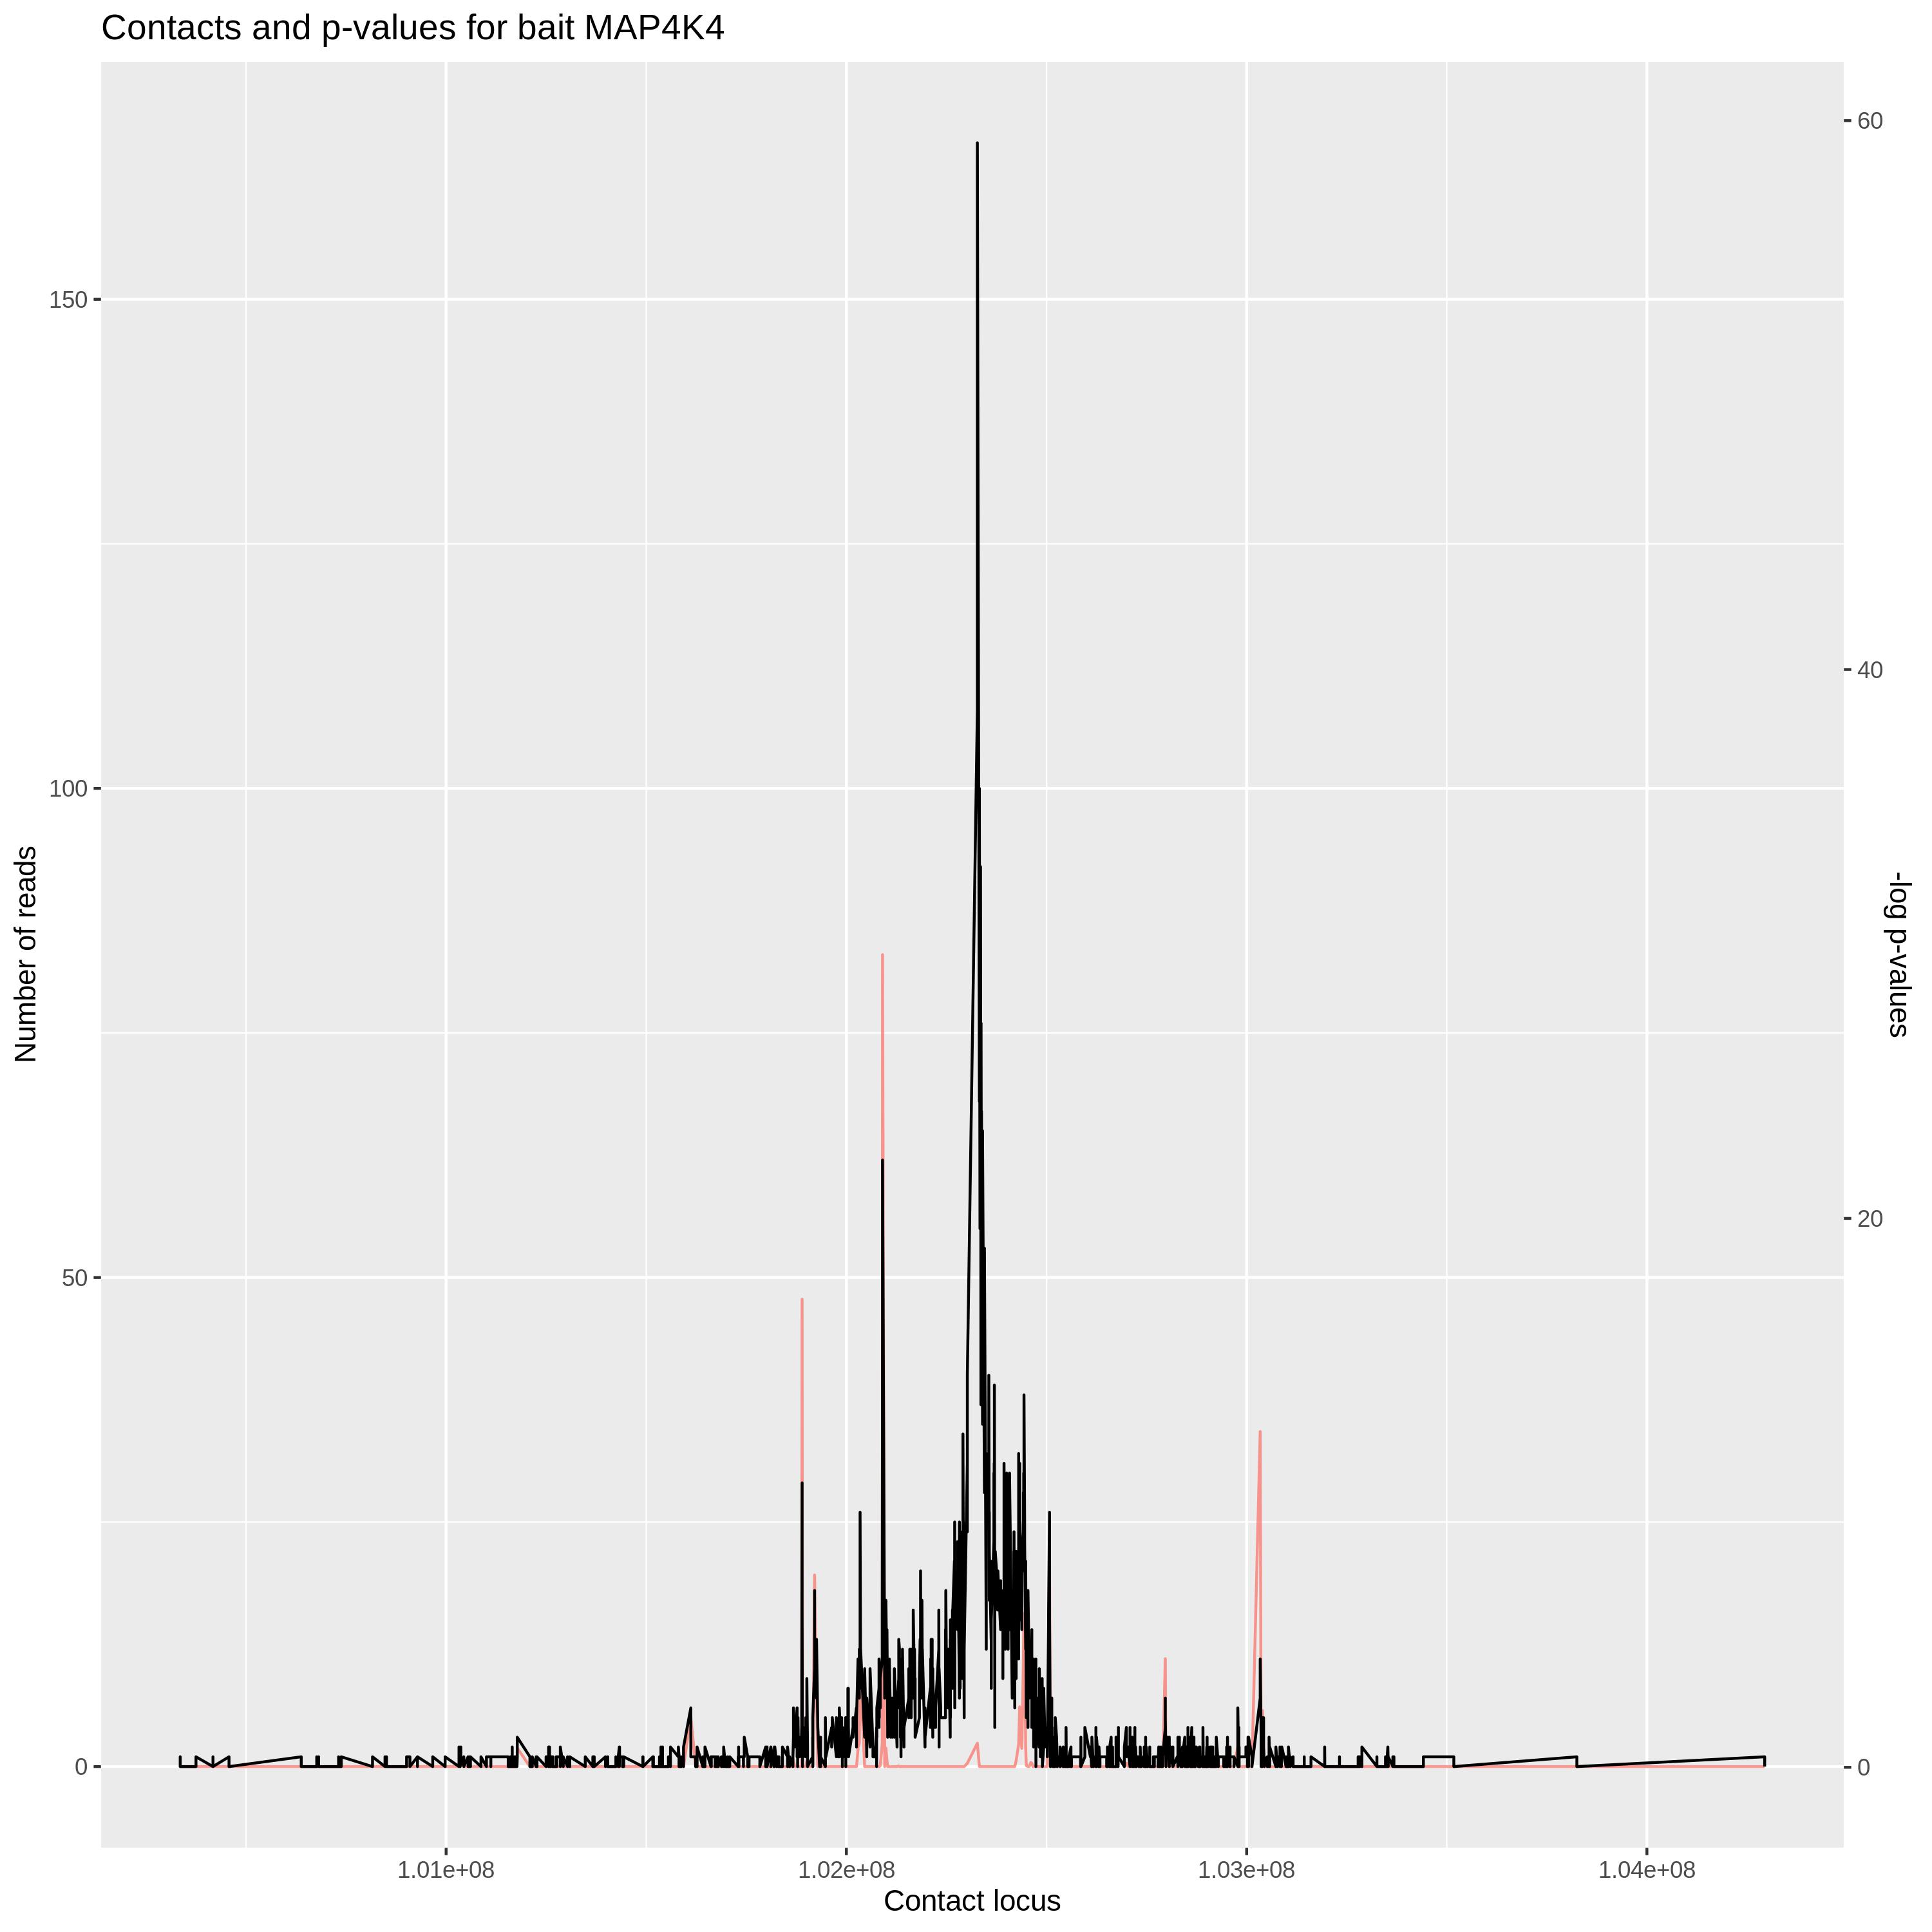 Contacts and p-values for bait MAP4K4
Number of reads
150
100
50
0
60
40
20
0
-log p-values
1.01e+08 1.02e+08 1.03e+08 1.04e+08
Contact locus